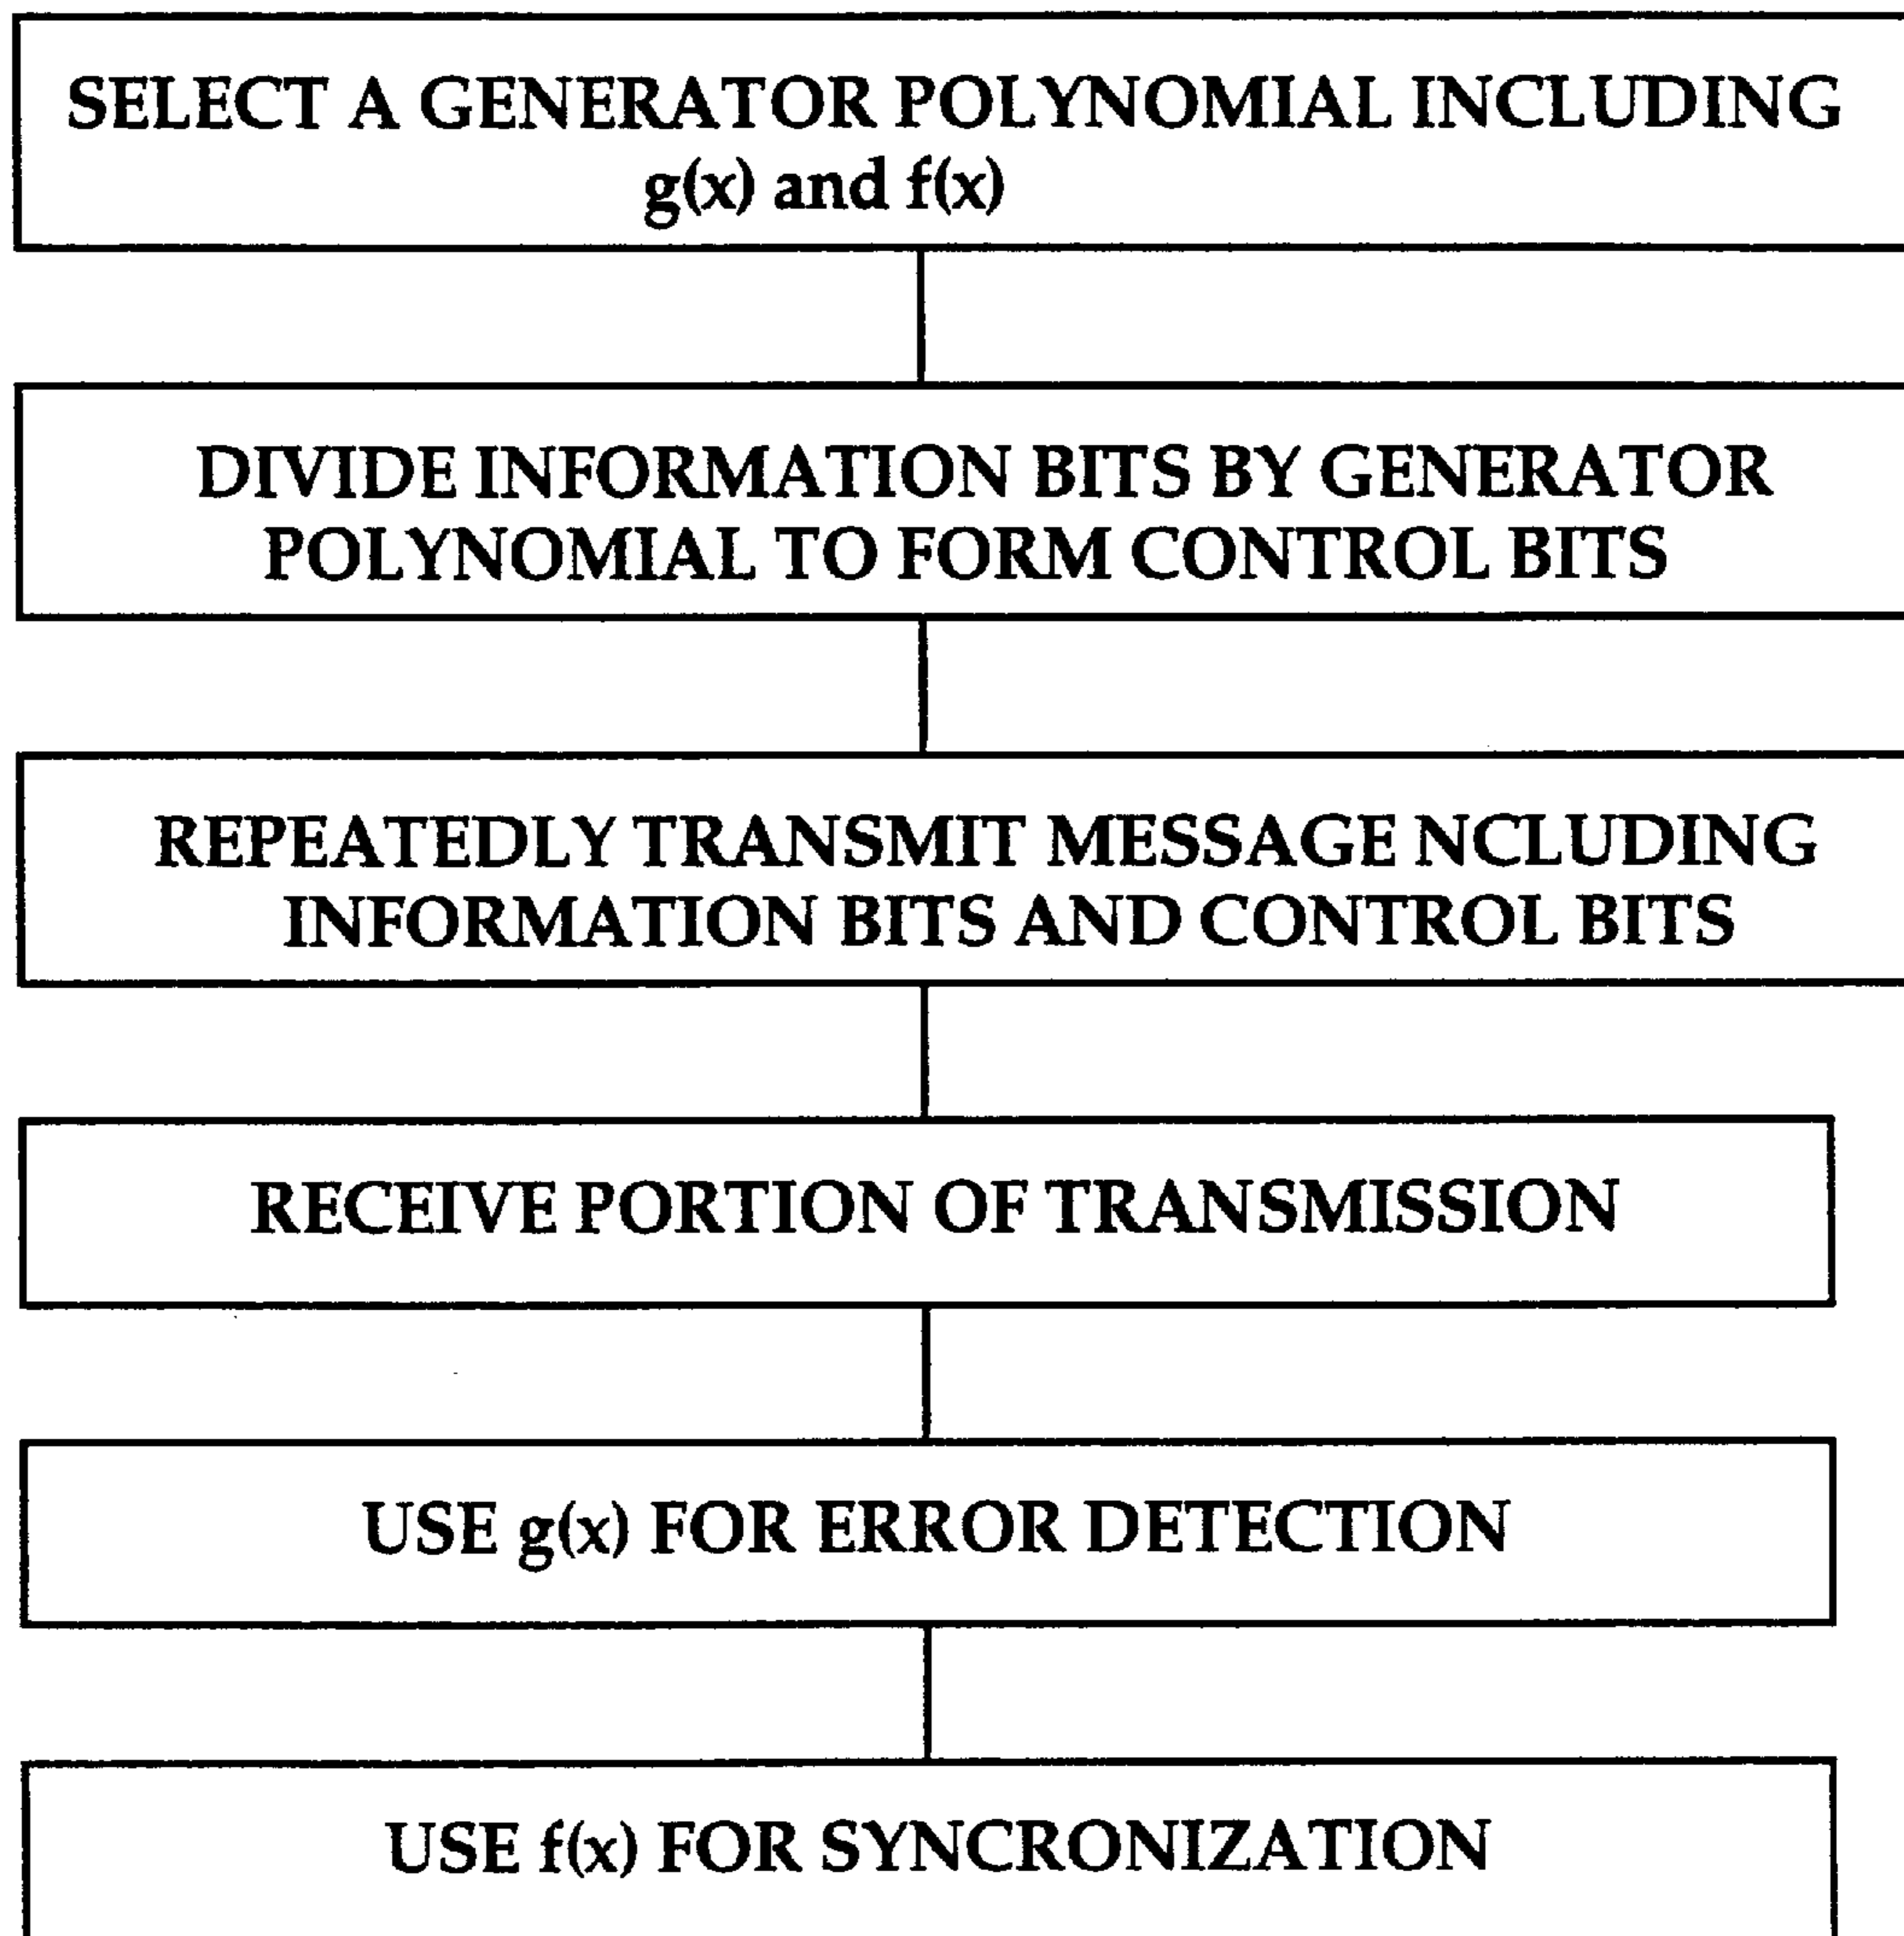 SELECT A GENERATOR POLYNOMIAL INCLUDING
g(x) and f(x)
DIVIDE INFORMATION BITS BY GENERATOR
POLYNOMIAL TO FORM CONTROL BITS
REPEATEDLY TRANSMIT MESSAGE NCLUDING
INFORMATION BITS AND CONTROL BITS
RECEIVE PORTION OF TRANSMISSION
USE g(x) FOR ERROR DETECTION
USE f(x) FOR SYNCRONIZATION